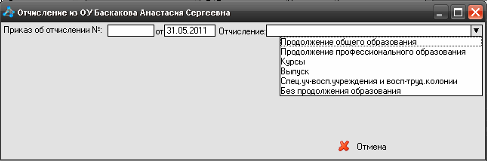 Отчисление из ОУ Баскакова Анастасия Сергеевна
Приказ об отчислении №: от 31.05.2011 Отчисление:
Продолжение общего образования
Продолжение профессионального образования
Курсы
Выпуск
Спец.уч-восп.учреждения и восп-труд.колонии
Без продолжения образования
Отмена